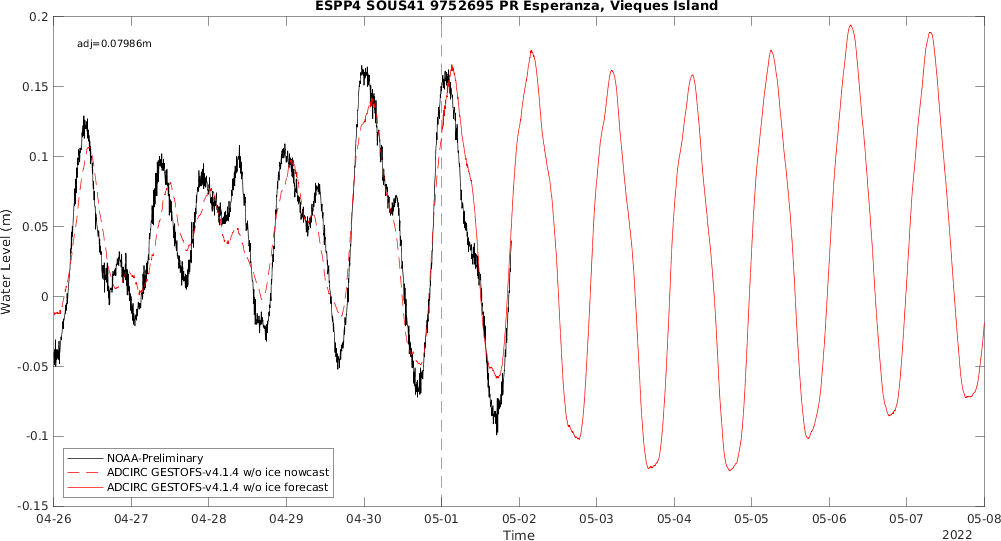 ESPP4 SOUS41 9752695 PR Esperanza, Vieques Island
adj=0.07986m
0.2
0.15
0.1
0.05
0
-0.05
-0.1
-0.15
Water Level (m)
NOAA-Preliminary
ADCIRC GESTOFS-v4.1.4 w/o ice nowcast
ADCIRC GESTOFS-v4.1.4 w/o ice forecast
04-26 04-27 04-28 04-29 04-30 05-01 05-02 05-03 05-04 05-05 05-06 05-07 05-08
Time
2022